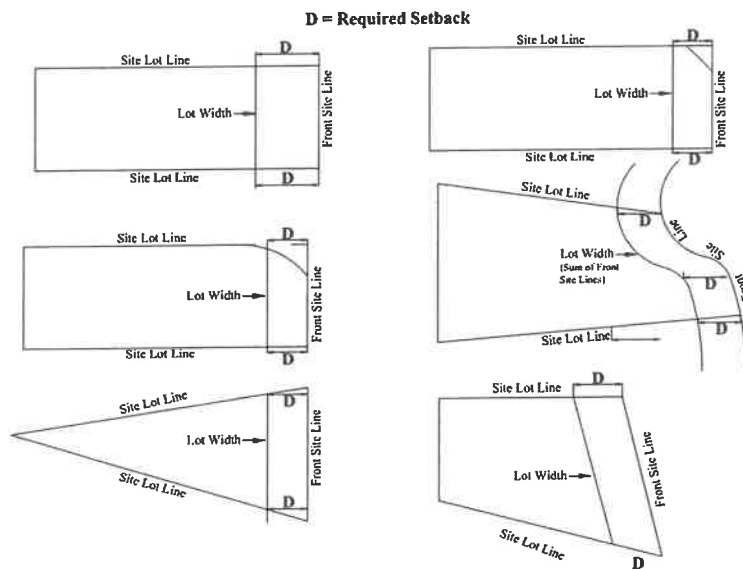 D = Required Setback
D
Site Lot Line
Lot Width
Front Site Line
Site Lot Line
D
D
Site Lot Line
Lot Width
Front Site Line
Site Lot Line
D
D
Site Lot Line
Lot Width
Front Site Line
Site Lot Line
D
Site Lot Line
D
Line
Site
Front
Lot Width
(Sum of Front
Site Lines)
D
D
Site Lot Line
Site Lot Line
D
Lot Width
Front Site Line
Site Lot Line
D
Site Lot Line
D
Lot Width
Front Site Line
Site Lot Line
D